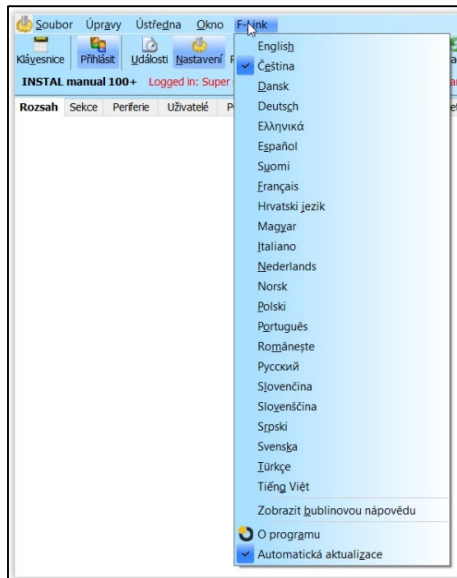 Soubor Úpravy Ústředna Okno F-Link
Klávesnice Přihlásit Události Nastavení
INSTAL manual 100+ Logged in: Super
Rozsah Sekce Periferie Uživatelé
English
Čeština
Dansk
Deutsch
Ελληνικά
Español
Suomi
Français
Hrvatski jezik
Magyar
Italiano
Nederlands
Norsk
Polski
Português
Româneşte
Русский
Slovenčina
Slovenščina
Srpski
Svenska
Türkçe
Tiếng Việt
Zobrazit bublinovou nápovědu
O programu
Automatická aktualizace